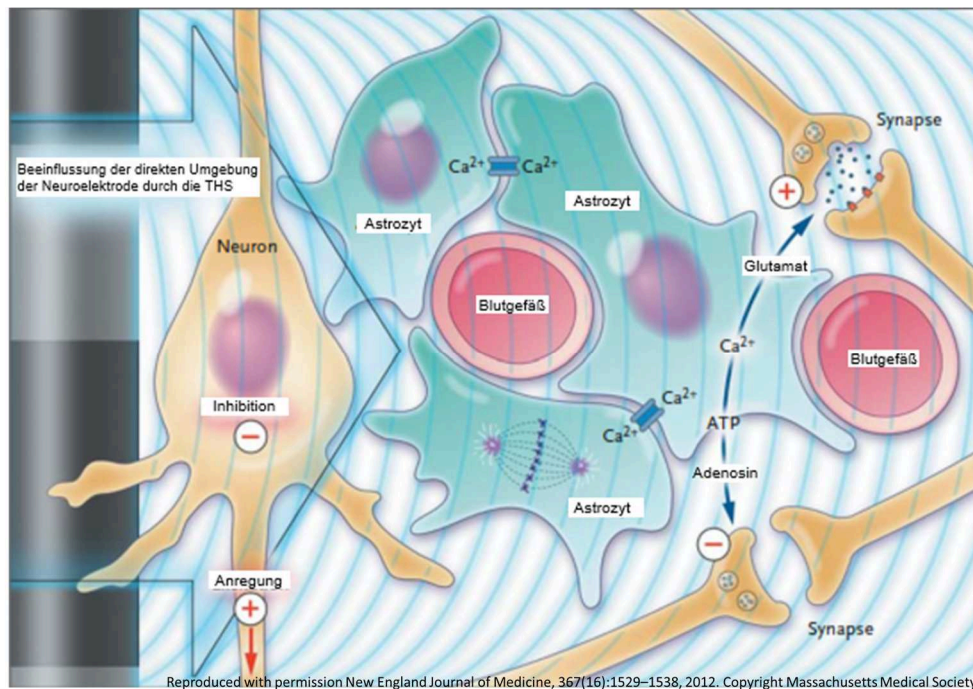 Synapse
Beeinflussung der direkten Umgebung
der Neuroelektrode durch die THS
Ca²⁺
Ca²⁺
Astrozyt
Astrozyt
+
Neuron
Glutamat
Blutgefäß
Ca²⁺
Blutgefäß
Inhibition
−
Ca²⁺
Ca²⁺
ATP
Adenosin
Astrozyt
−
Anregung
+
Synapse
Reproduced with permission New England Journal of Medicine, 367(16):1529–1538, 2012. Copyright Massachusetts Medical Society